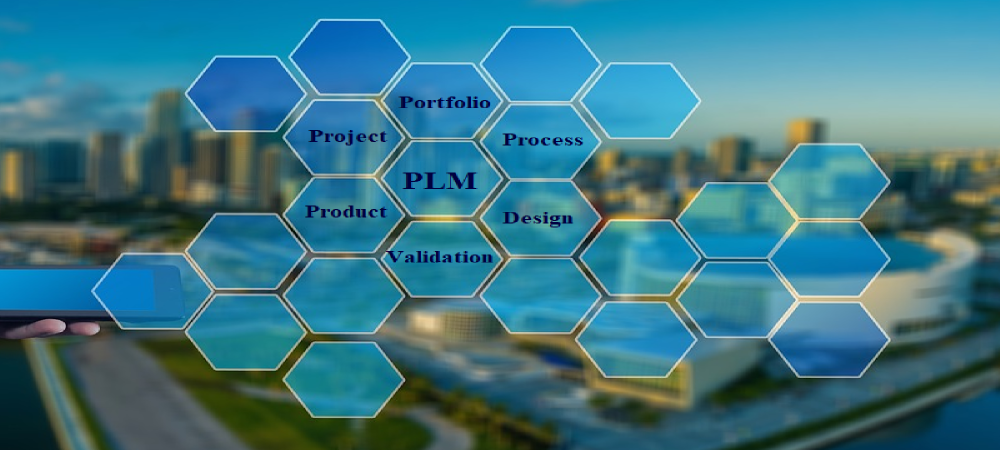 Portfolio
Project
Process
PLM
Product
Design
Validation